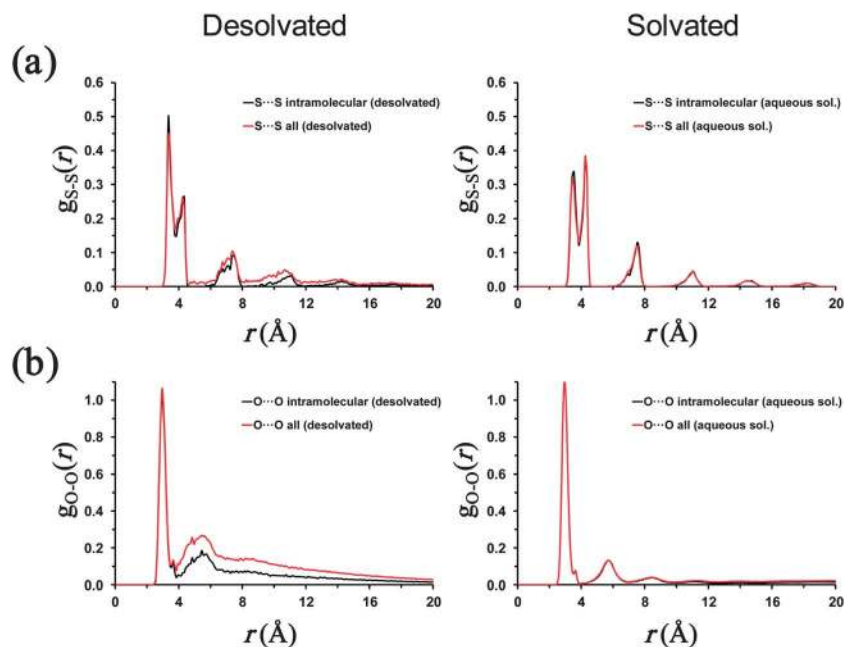 Desolvated
Solvated
(a)
0.6
0.5
0.4
0.3
0.2
0.1
0.0
gS-S(r)
S···S intramolecular (desolvated)
S···S all (desolvated)
0 4 8 12 16 20
r (Å)
0.6
0.5
0.4
0.3
0.2
0.1
0.0
gS-S(r)
S···S intramolecular (aqueous sol.)
S···S all (aqueous sol.)
0 4 8 12 16 20
r (Å)
(b)
1.0
0.8
0.6
0.4
0.2
0.0
gO-O(r)
O···O intramolecular (desolvated)
O···O all (desolvated)
0 4 8 12 16 20
r (Å)
1.0
0.8
0.6
0.4
0.2
0.0
gO-O(r)
O···O intramolecular (aqueous sol.)
O···O all (aqueous sol.)
0 4 8 12 16 20
r (Å)